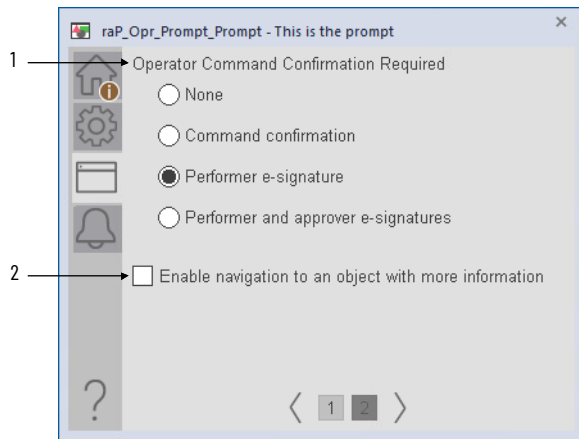 raP_Opr_Prompt_Prompt - This is the prompt
1
Operator Command Confirmation Required
None
Command confirmation
Performer e-signature
Performer and approver e-signatures
2
Enable navigation to an object with more information
?
1 2